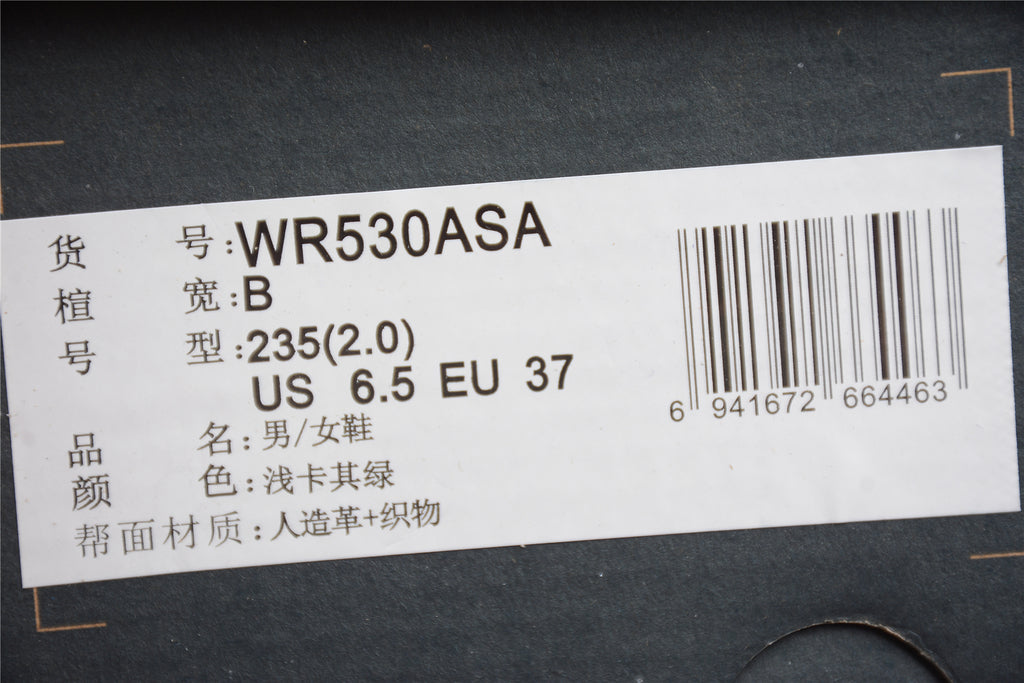 货号:WR530ASA
楦宽:B
号型:235(2.0)
US 6.5 EU 37
品名:男/女鞋
颜色:浅卡其绿
帮面材质:人造革+织物
6 941672 664463